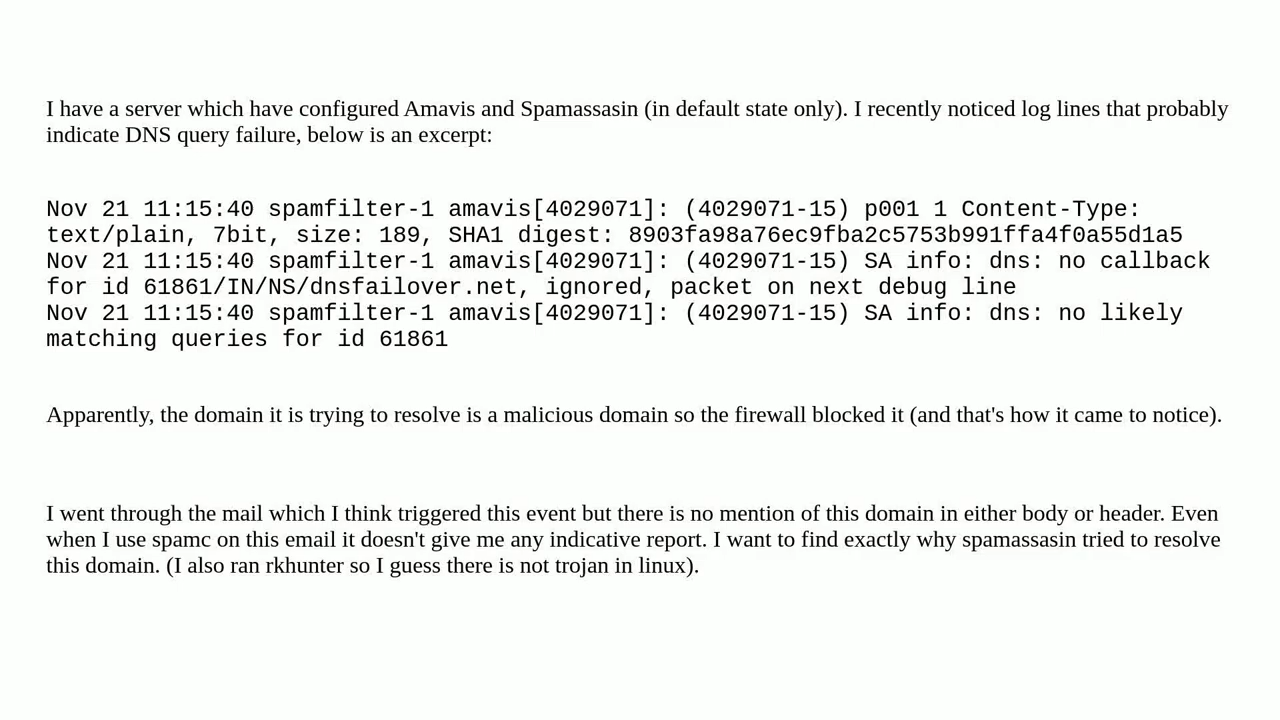 I have a server which have configured Amavis and Spamassasin (in default state only). I recently noticed log lines that probably
indicate DNS query failure, below is an excerpt:
Nov 21 11:15:40 spamfilter-1 amavis[4029071]: (4029071-15) p001 1 Content-Type:
text/plain, 7bit, size: 189, SHA1 digest: 8903fa98a76ec9fba2c5753b991ffa4f0a55d1a5
Nov 21 11:15:40 spamfilter-1 amavis[4029071]: (4029071-15) SA info: dns: no callback
for id 61861/IN/NS/dnsfailover.net, ignored, packet on next debug line
Nov 21 11:15:40 spamfilter-1 amavis[4029071]: (4029071-15) SA info: dns: no likely
matching queries for id 61861
Apparently, the domain it is trying to resolve is a malicious domain so the firewall blocked it (and that's how it came to notice).
I went through the mail which I think triggered this event but there is no mention of this domain in either body or header. Even
when I use spamc on this email it doesn't give me any indicative report. I want to find exactly why spamassasin tried to resolve
this domain. (I also ran rkhunter so I guess there is not trojan in linux).